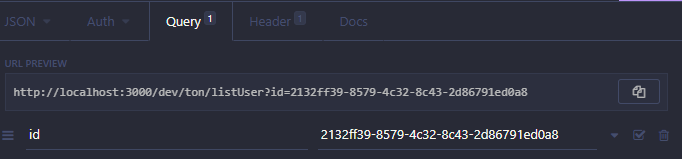 JSON Auth Query 1 Header 1 Docs
URL PREVIEW
http://localhost:3000/dev/ton/listUser?id=2132ff39-8579-4c32-8c43-2d86791ed0a8
id 2132ff39-8579-4c32-8c43-2d86791ed0a8